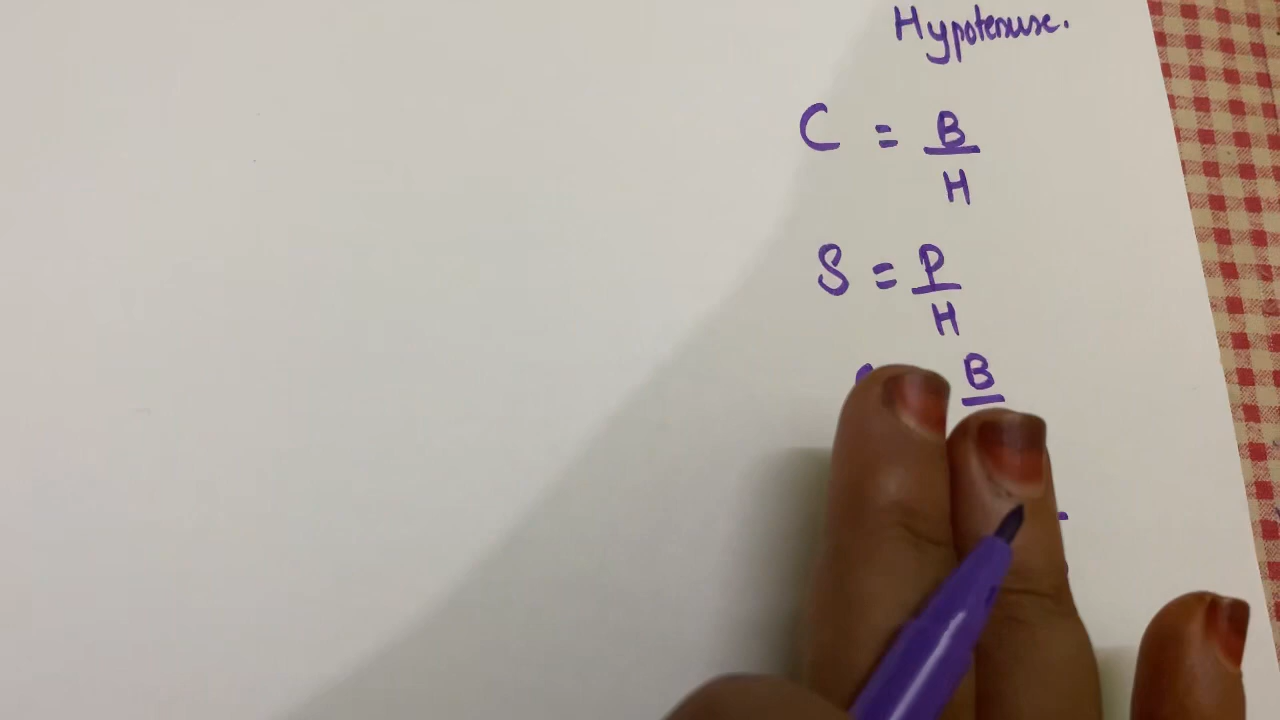 Hypotenuse.
C = B/H
S = P/H
B